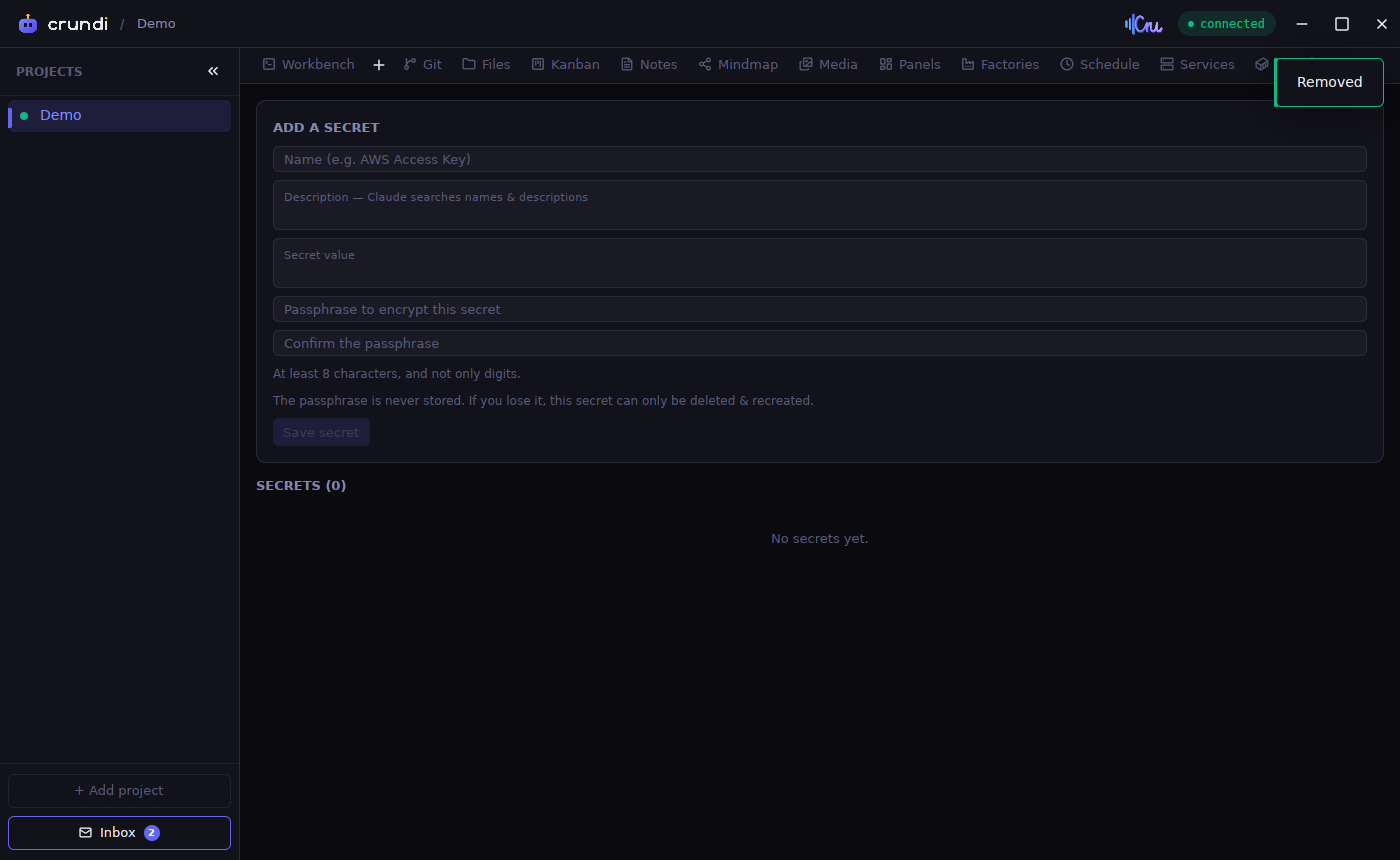 crundi / Demo
Cru
connected
PROJECTS
Workbench + Git Files Kanban Notes Mindmap Media Panels Factories Schedule Services
Removed
Demo
ADD A SECRET
Name (e.g. AWS Access Key)
Description — Claude searches names & descriptions
Secret value
Passphrase to encrypt this secret
Confirm the passphrase
At least 8 characters, and not only digits.
The passphrase is never stored. If you lose it, this secret can only be deleted & recreated.
Save secret
SECRETS (0)
No secrets yet.
+ Add project
Inbox 2